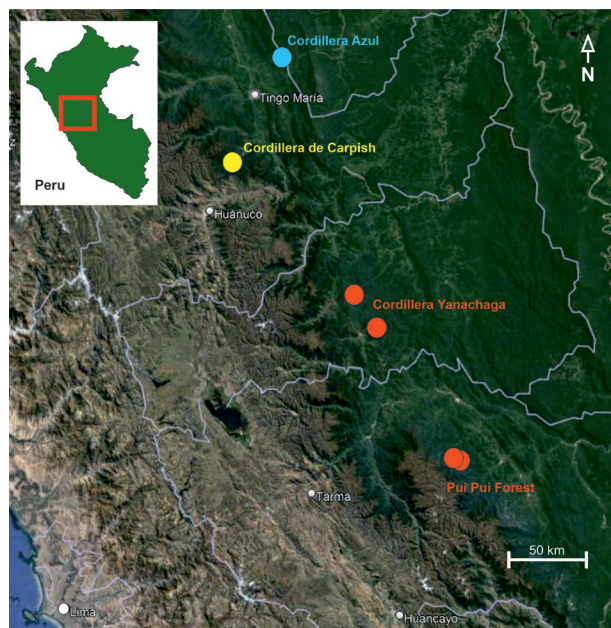 Cordillera Azul
N
Tingo María
Cordillera de Carpish
Peru
Huánuco
Cordillera Yanachaga
Pui Pui Forest
Tarma
50 km
Lima
Huancayo